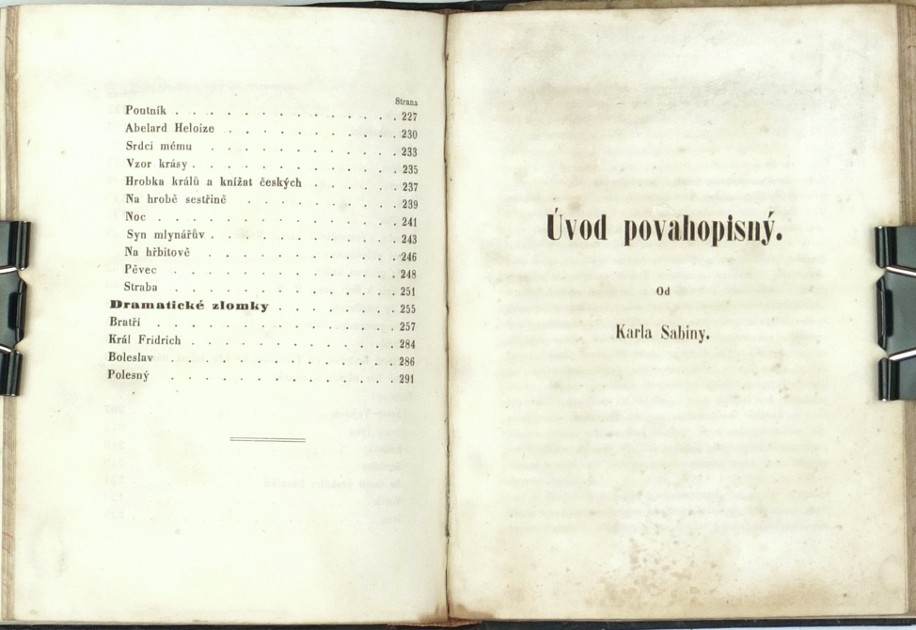 Strana
Poutník . . . . . . . . . . . . . 227
Abelard Heloize . . . . . . . . . . 230
Srdci mému . . . . . . . . . . . 233
Vzor krásy . . . . . . . . . . . . 235
Hrobka králů a knížat českých . . . . . 237
Na hrobě sestřině . . . . . . . . . 239
Noc . . . . . . . . . . . . . . 241
Syn mlynářův . . . . . . . . . . . 243
Na hřbitově . . . . . . . . . . . 246
Pěvec . . . . . . . . . . . . . 248
Straba . . . . . . . . . . . . . 251
Dramatické zlomky . . . . . . . . 255
Bratří . . . . . . . . . . . . . 257
Král Fridrich . . . . . . . . . . . 284
Boleslav . . . . . . . . . . . . 286
Polesný . . . . . . . . . . . . 291
Úvod povahopisný.
Od
Karla Sabiny.